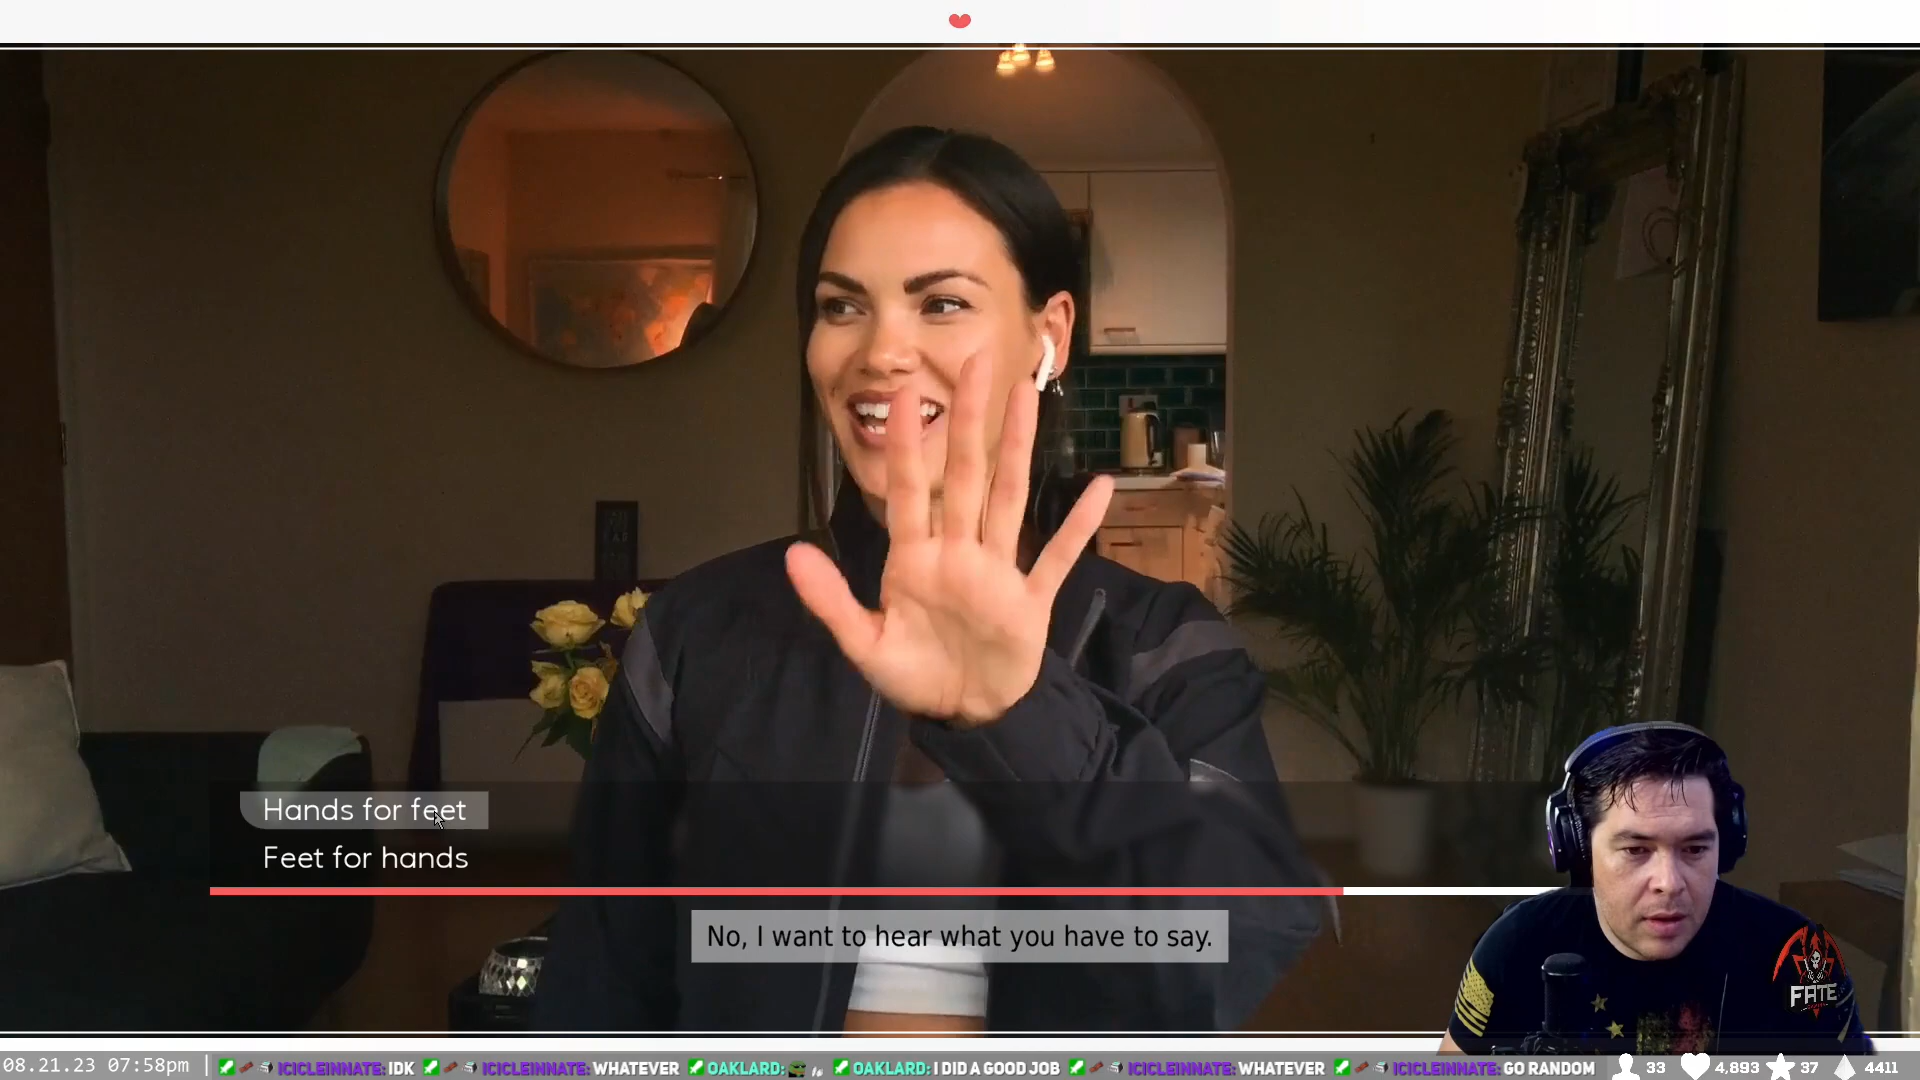 Hands for feet
Feet for hands
No, I want to hear what you have to say.
FATE
08.21.23 07:58pm
ICICLEINNATE: IDK ICICLEINNATE: WHATEVER OAKLARD: OAKLARD: I DID A GOOD JOB ICICLEINNATE: WHATEVER ICICLEINNATE: GO RANDOM 33 4,893 37 4411